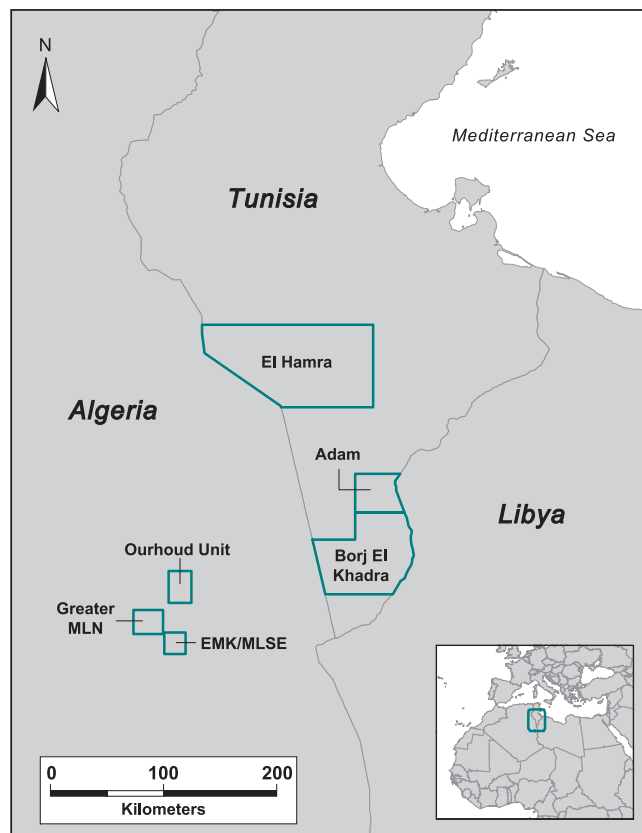 N
Mediterranean Sea
Tunisia
El Hamra
Algeria
Adam
Libya
Borj El
Khadra
Ourhoud Unit
Greater
MLN
EMK/MLSE
0 100 200
Kilometers